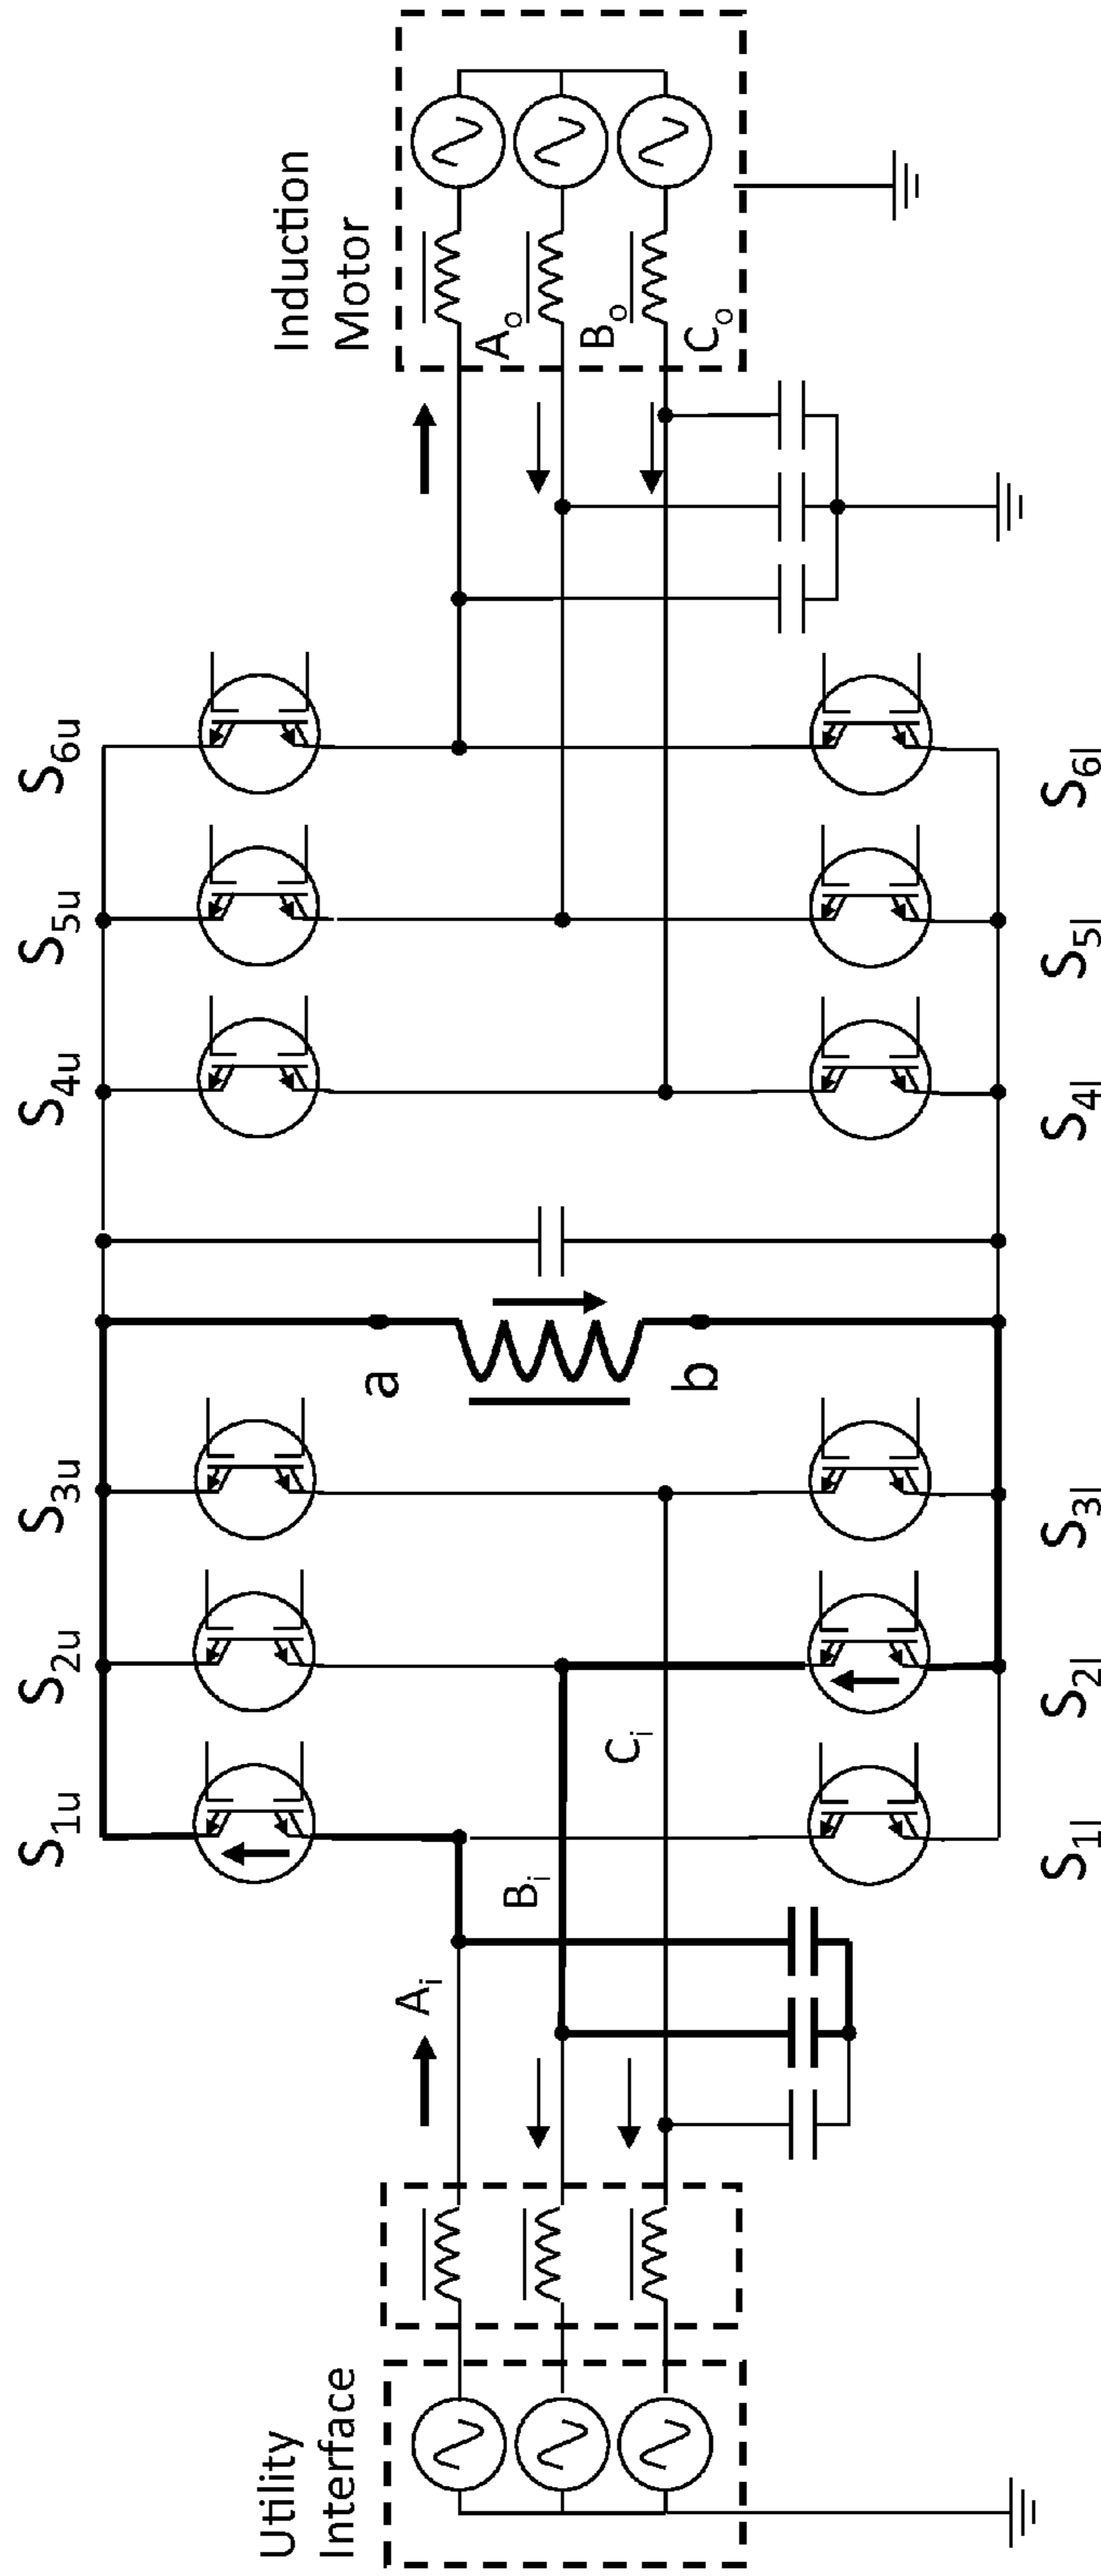 Utility
Interface
Induction
Motor
S1u
S2u
S3u
S4u
S5u
S6u
Ai
Bi
Ci
a
b
Ao
Bo
Co
S1l
S2l
S3l
S4l
S5l
S6l